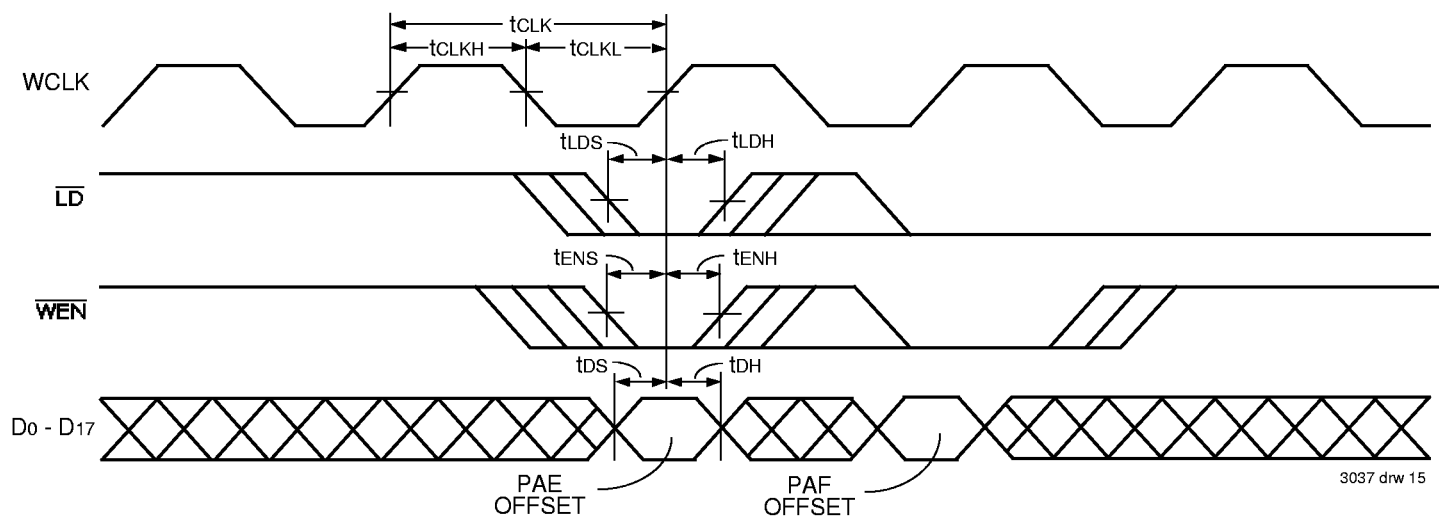 tCLK
tCLKH tCLKL
WCLK
tLDS tLDH
LD
tENS tENH
WEN
tDS tDH
D0 - D17
PAE
OFFSET
PAF
OFFSET
3037 drw 15